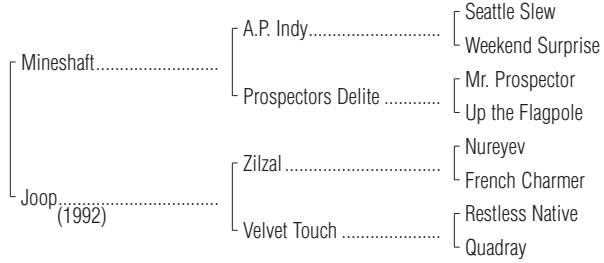 Seattle Slew
A.P. Indy..............................
Weekend Surprise
Mineshaft............................
Mr. Prospector
Prospectors Delite .............
Up the Flagpole
Nureyev
Zilzal ....................................
French Charmer
Joop.....................................
(1992)
Restless Native
Velvet Touch .......................
Quadray